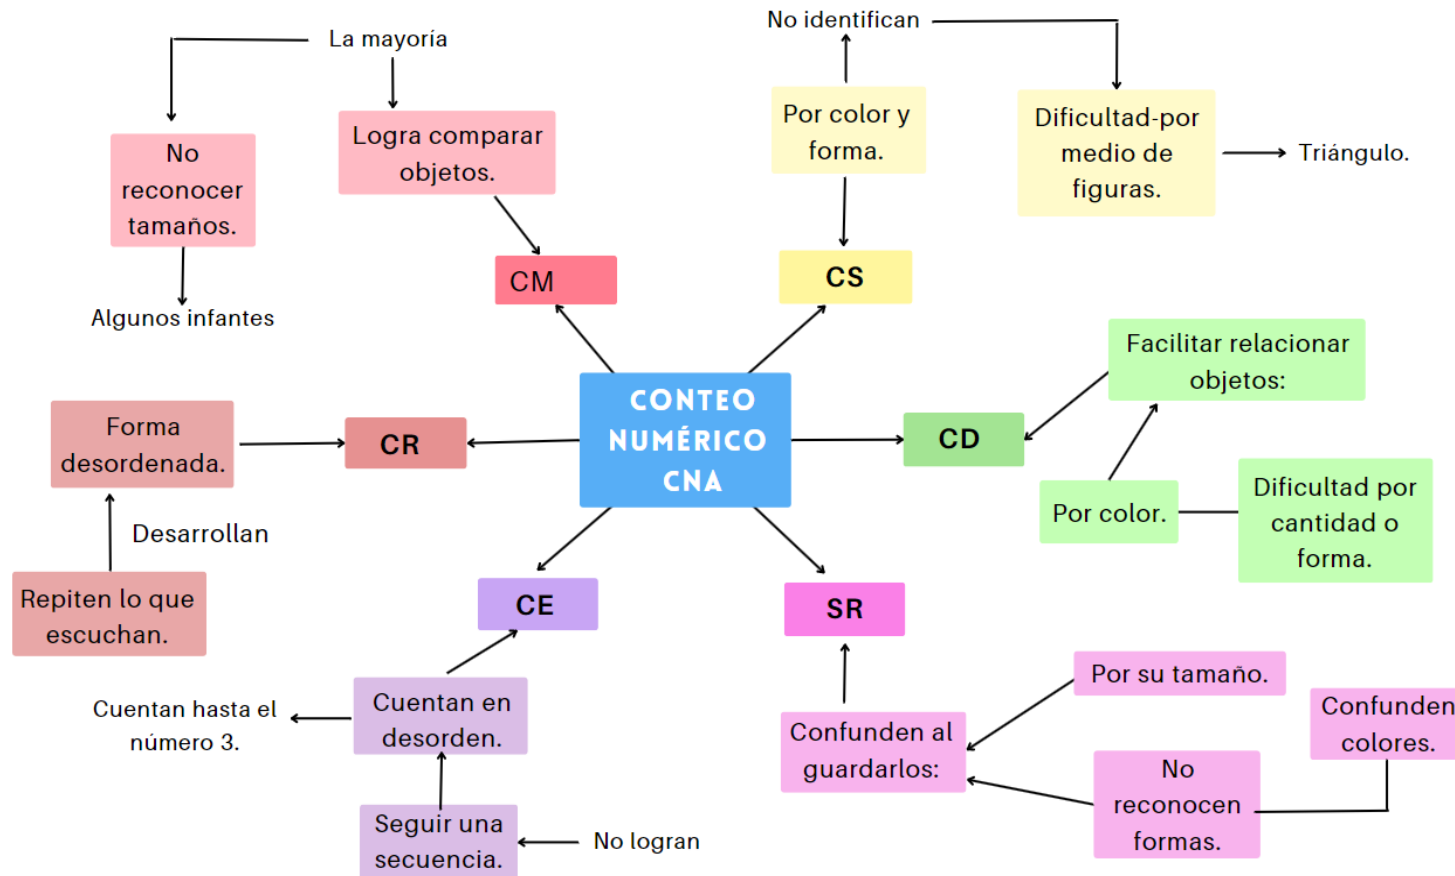 La mayoría
No identifican
No
reconocer
tamaños.
Logra comparar
objetos.
Por color y
forma.
Dificultad-por
medio de
figuras.
Triángulo.
Algunos infantes
CM
CS
Facilitar relacionar
objetos:
CONTEO
NUMÉRICO
CNA
Forma
desordenada.
CR
CD
Por color.
Dificultad por
cantidad o
forma.
Desarrollan
Repiten lo que
escuchan.
CE
SR
Cuentan hasta el
número 3.
Cuentan en
desorden.
Seguir una
secuencia.
No logran
Confunden al
guardarlos:
Por su tamaño.
No
reconocen
formas.
Confunden
colores.